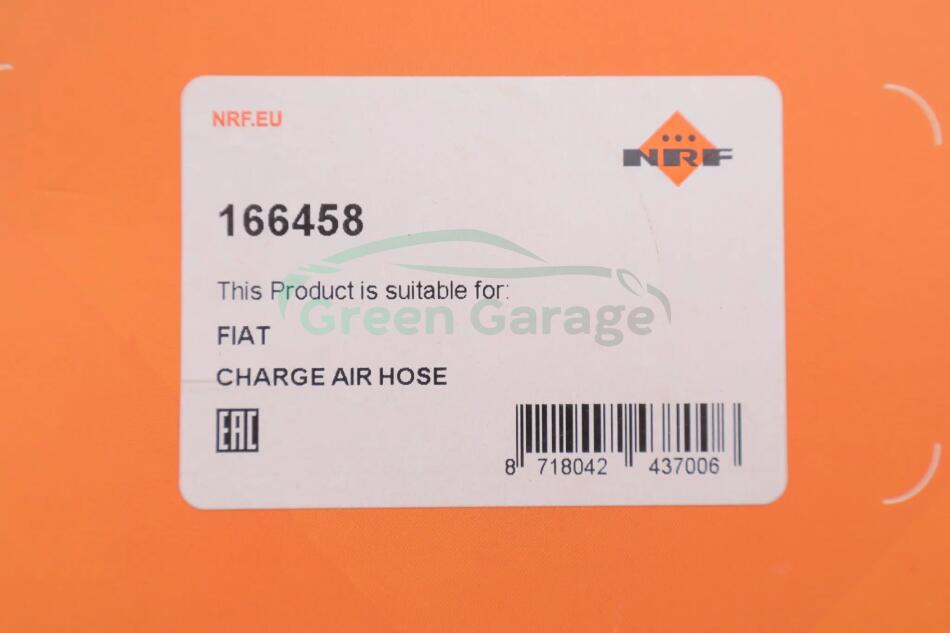 NRF.EU
NRF
166458
This Product is suitable for:
Green Garage
FIAT
CHARGE AIR HOSE
EAC
8 718042 437006